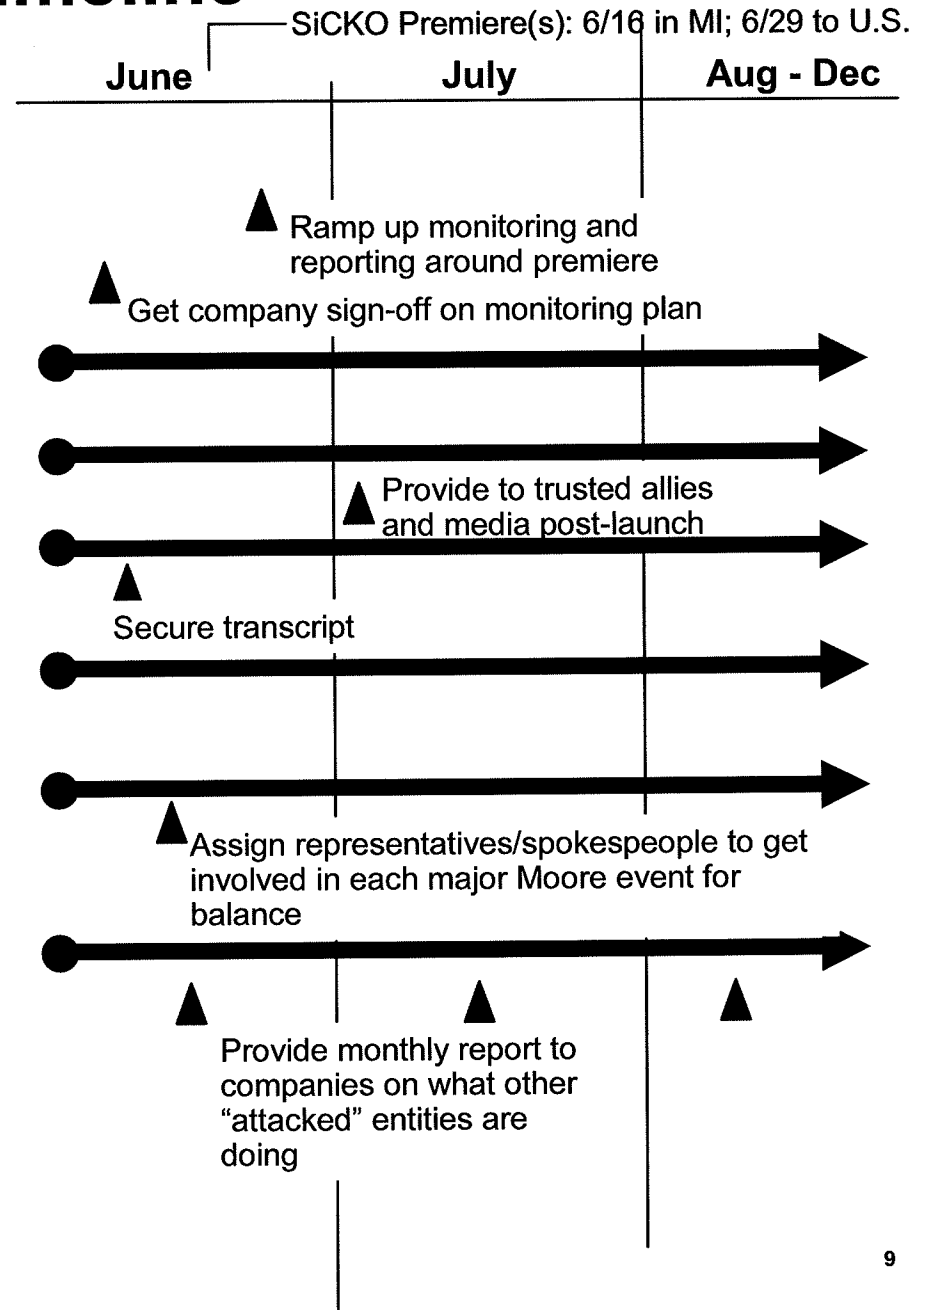 SiCKO Premiere(s): 6/16 in MI; 6/29 to U.S.
June
July
Aug - Dec
Ramp up monitoring and
reporting around premiere
Get company sign-off on monitoring plan
Provide to trusted allies
and media post-launch
Secure transcript
Assign representatives/spokespeople to get
involved in each major Moore event for
balance
Provide monthly report to
companies on what other
“attacked” entities are
doing
9